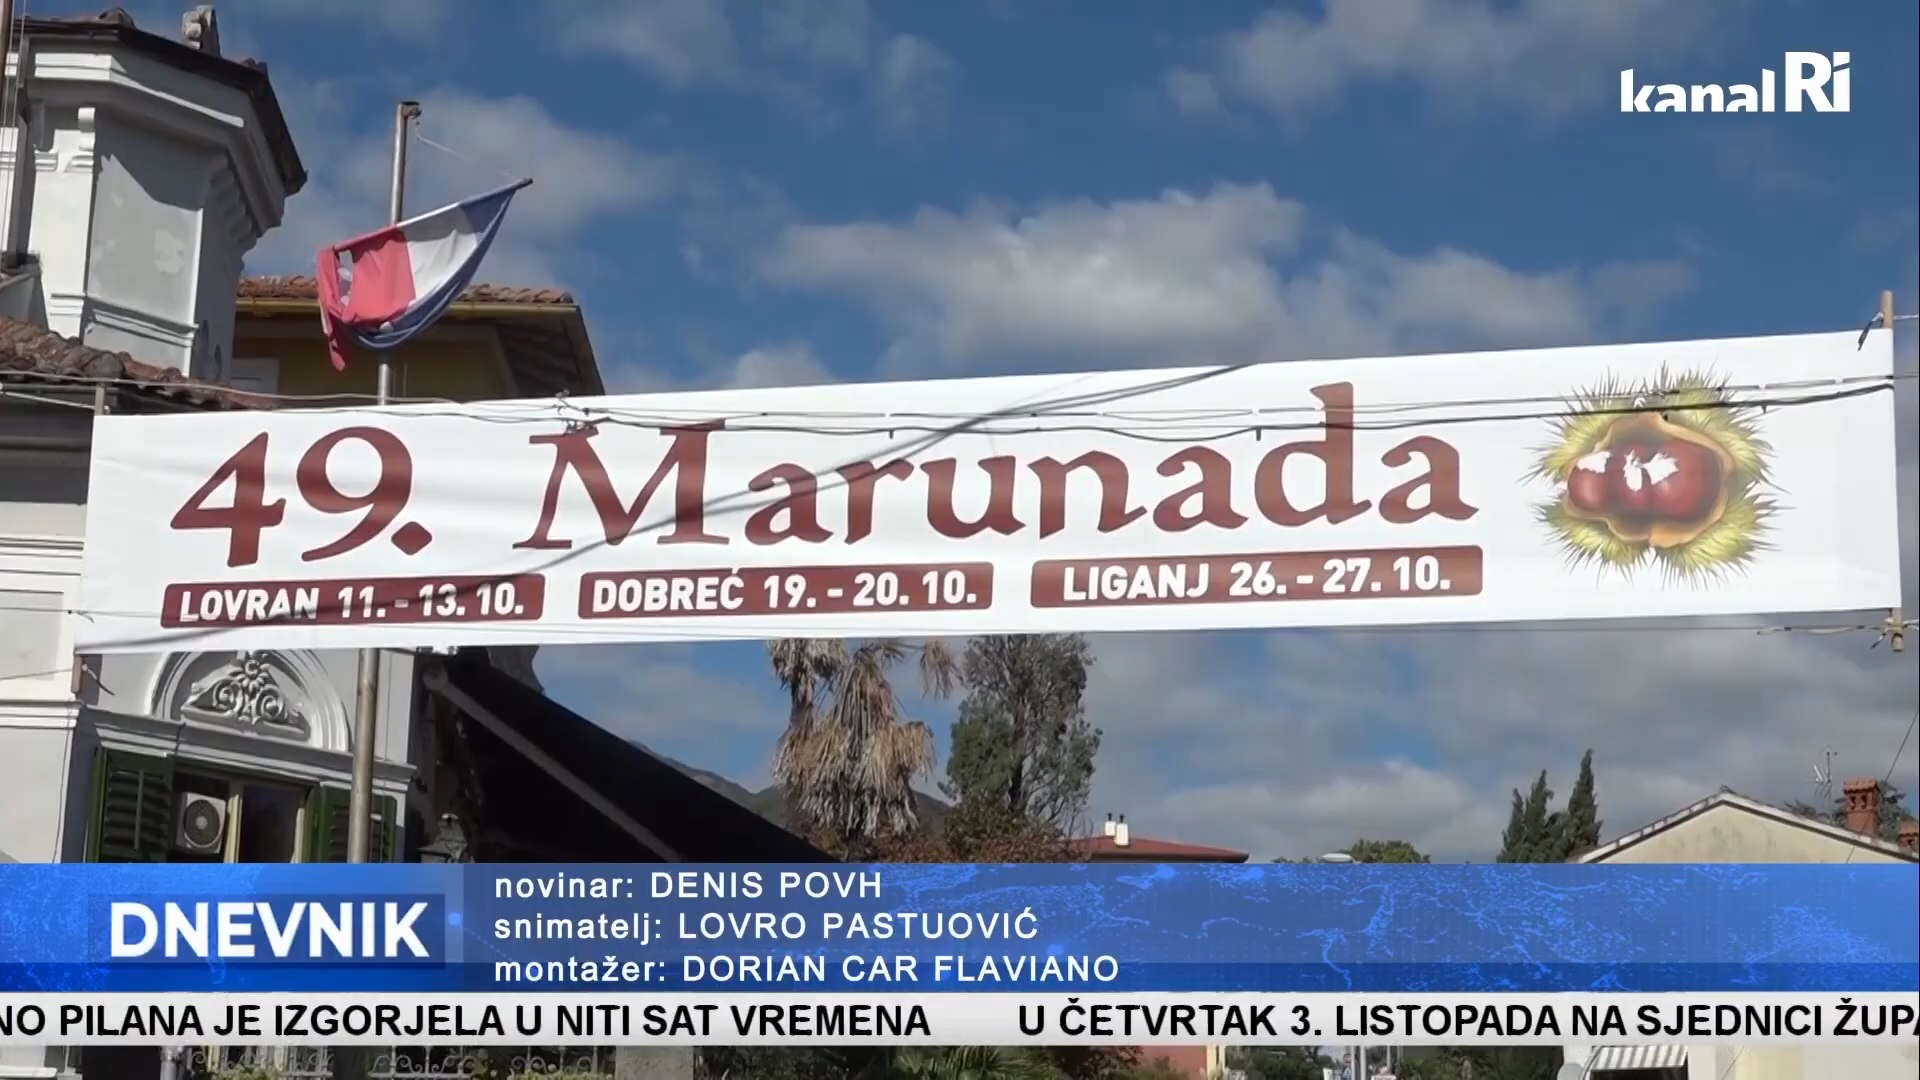 kanal Ri
49. Marunada
LOVRAN 11. - 13. 10.
DOBREĆ 19. - 20. 10.
LIGANJ 26. - 27. 10.
DNEVNIK
novinar: DENIS POVH
snimatelj: LOVRO PASTUOVIĆ
montažer: DORIAN CAR FLAVIANO
NO PILANA JE IZGORJELA U NITI SAT VREMENA U ČETVRTAK 3. LISTOPADA NA SJEDNICI ŽUPA